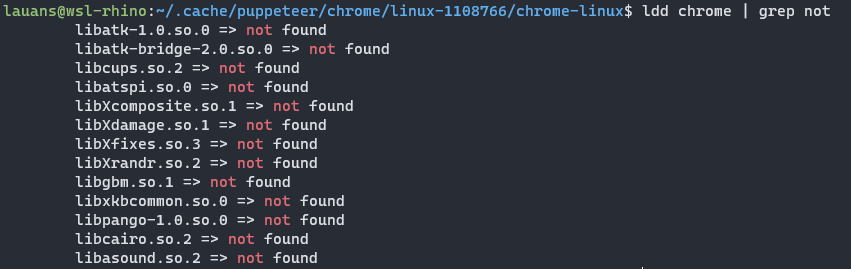 lauans@wsl-rhino:~/.cache/puppeteer/chrome/linux-1108766/chrome-linux$ ldd chrome | grep not
libatk-1.0.so.0 => not found
libatk-bridge-2.0.so.0 => not found
libcups.so.2 => not found
libatspi.so.0 => not found
libXcomposite.so.1 => not found
libXdamage.so.1 => not found
libXfixes.so.3 => not found
libXrandr.so.2 => not found
libgbm.so.1 => not found
libxkbcommon.so.0 => not found
libpango-1.0.so.0 => not found
libcairo.so.2 => not found
libasound.so.2 => not found